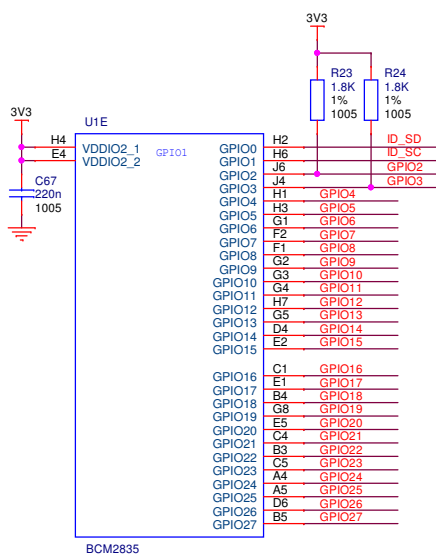 3V3
R23
1.8K
1%
1005
R24
1.8K
1%
1005
3V3
C67
220n
1005
U1E
GPIO1
H4 VDDIO2_1
E4 VDDIO2_2
GPIO0 H2 ID_SD
GPIO1 H6 ID_SC
GPIO2 J6 GPIO2
GPIO3 J4 GPIO3
GPIO4 H1 GPIO4
GPIO5 H3 GPIO5
GPIO6 G1 GPIO6
GPIO7 F2 GPIO7
GPIO8 F1 GPIO8
GPIO9 G2 GPIO9
GPIO10 G3 GPIO10
GPIO11 G4 GPIO11
GPIO12 H7 GPIO12
GPIO13 G5 GPIO13
GPIO14 D4 GPIO14
GPIO15 E2 GPIO15
GPIO16 C1 GPIO16
GPIO17 E1 GPIO17
GPIO18 B4 GPIO18
GPIO19 G8 GPIO19
GPIO20 E5 GPIO20
GPIO21 C4 GPIO21
GPIO22 B3 GPIO22
GPIO23 C5 GPIO23
GPIO24 A4 GPIO24
GPIO25 A5 GPIO25
GPIO26 D6 GPIO26
GPIO27 B5 GPIO27
BCM2835